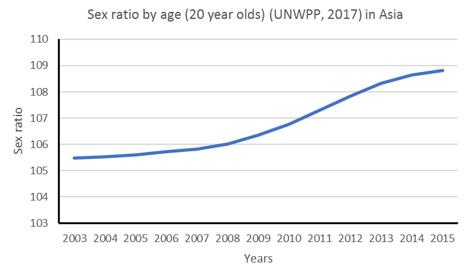 Sex ratio by age (20 year olds) (UNWPP, 2017) in Asia
110
109
108
107
106
105
104
103
Sex ratio
2003 2004 2005 2006 2007 2008 2009 2010 2011 2012 2013 2014 2015
Years